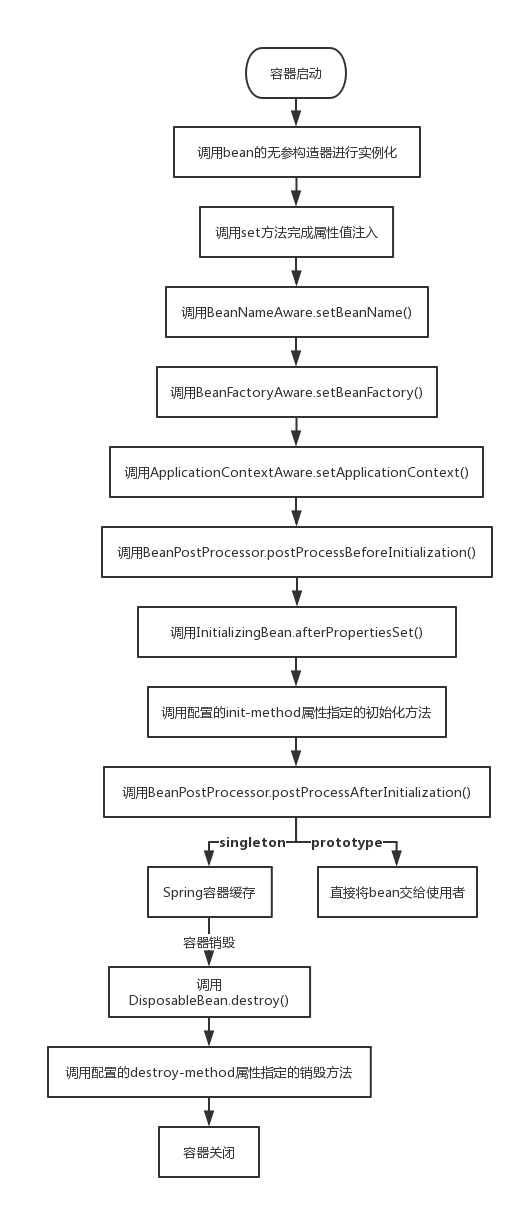 容器启动
调用bean的无参构造器进行实例化
调用set方法完成属性值注入
调用BeanNameAware.setBeanName()
调用BeanFactoryAware.setBeanFactory()
调用ApplicationContextAware.setApplicationContext()
调用BeanPostProcessor.postProcessBeforeInitialization()
调用InitializingBean.afterPropertiesSet()
调用配置的init-method属性指定的初始化方法
调用BeanPostProcessor.postProcessAfterInitialization()
singleton
prototype
Spring容器缓存
直接将bean交给使用者
容器销毁
调用
DisposableBean.destroy()
调用配置的destroy-method属性指定的销毁方法
容器关闭